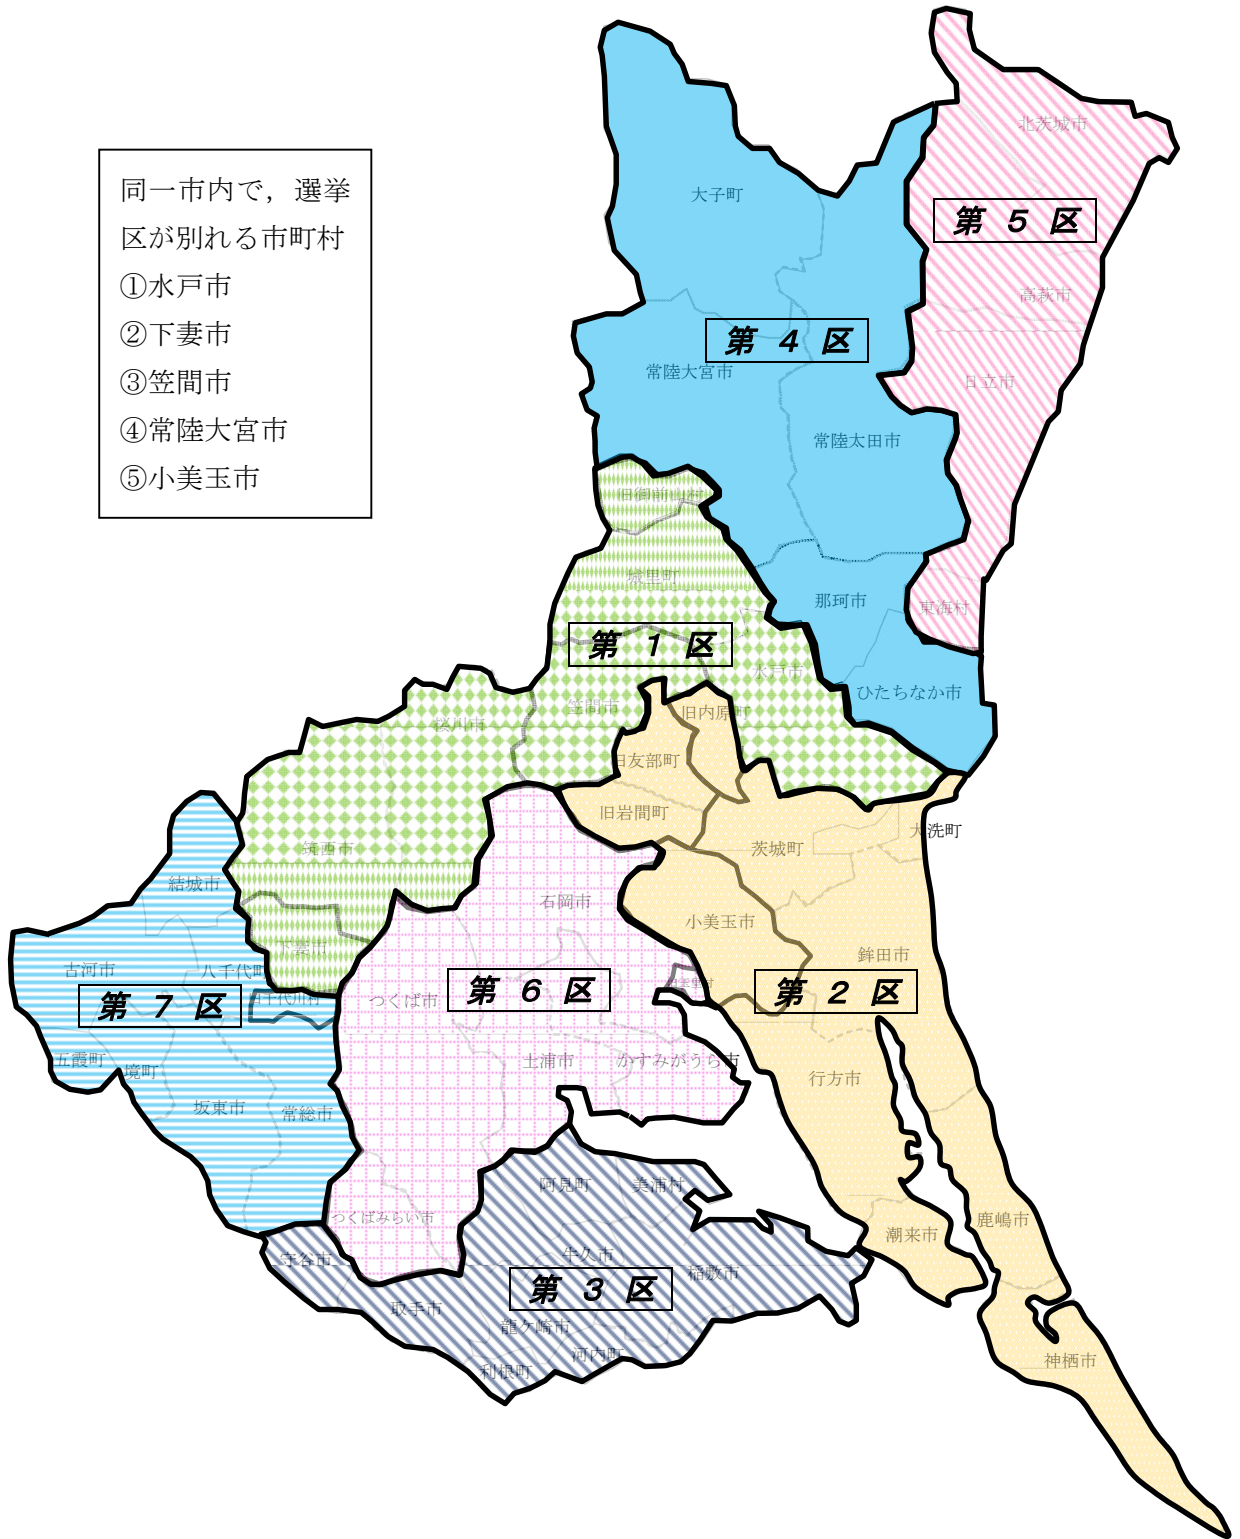 同一市内で，選挙
区が別れる市町村
①水戸市
②下妻市
③笠間市
④常陸大宮市
⑤小美玉市
北茨城市
大子町
第 5 区
高萩市
第 4 区
常陸大宮市
日立市
常陸太田市
旧御前山村
城里町
那珂市
東海村
第 1 区
水戸市
ひたちなか市
笠間市
旧内原町
桜川市
旧友部町
旧岩間町
大洗町
筑西市
茨城町
結城市
石岡市
小美玉市
下妻市
鉾田市
古河市
八千代町
第 7 区
旧千代川村
つくば市
第 6 区
第 2 区
五霞町
境町
土浦市
かすみがうら市
行方市
坂東市
常総市
阿見町
美浦村
つくばみらい市
鹿嶋市
潮来市
守谷市
牛久市
稲敷市
第 3 区
取手市
龍ケ崎市
河内町
利根町
神栖市